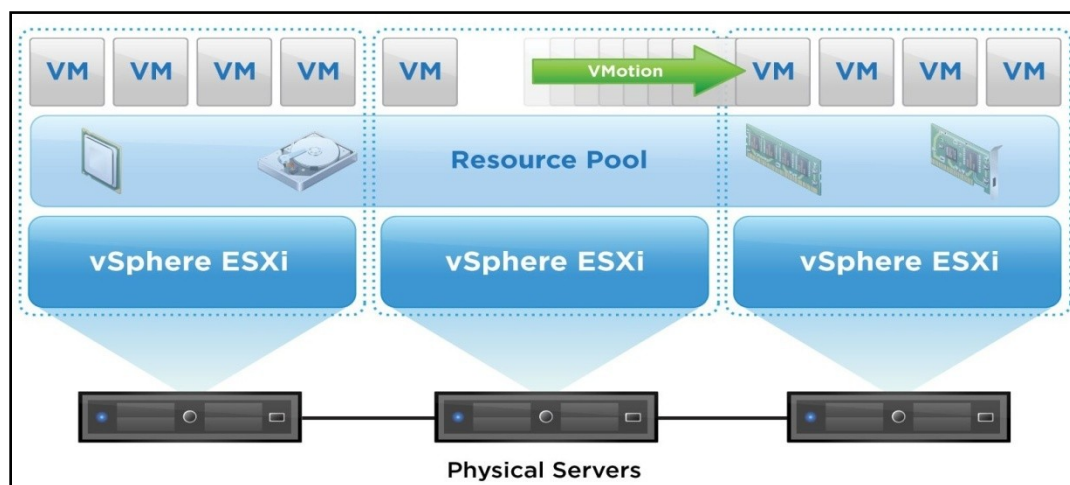 VM VM VM VM VM VMotion VM VM VM VM
Resource Pool
vSphere ESXi vSphere ESXi vSphere ESXi
Physical Servers